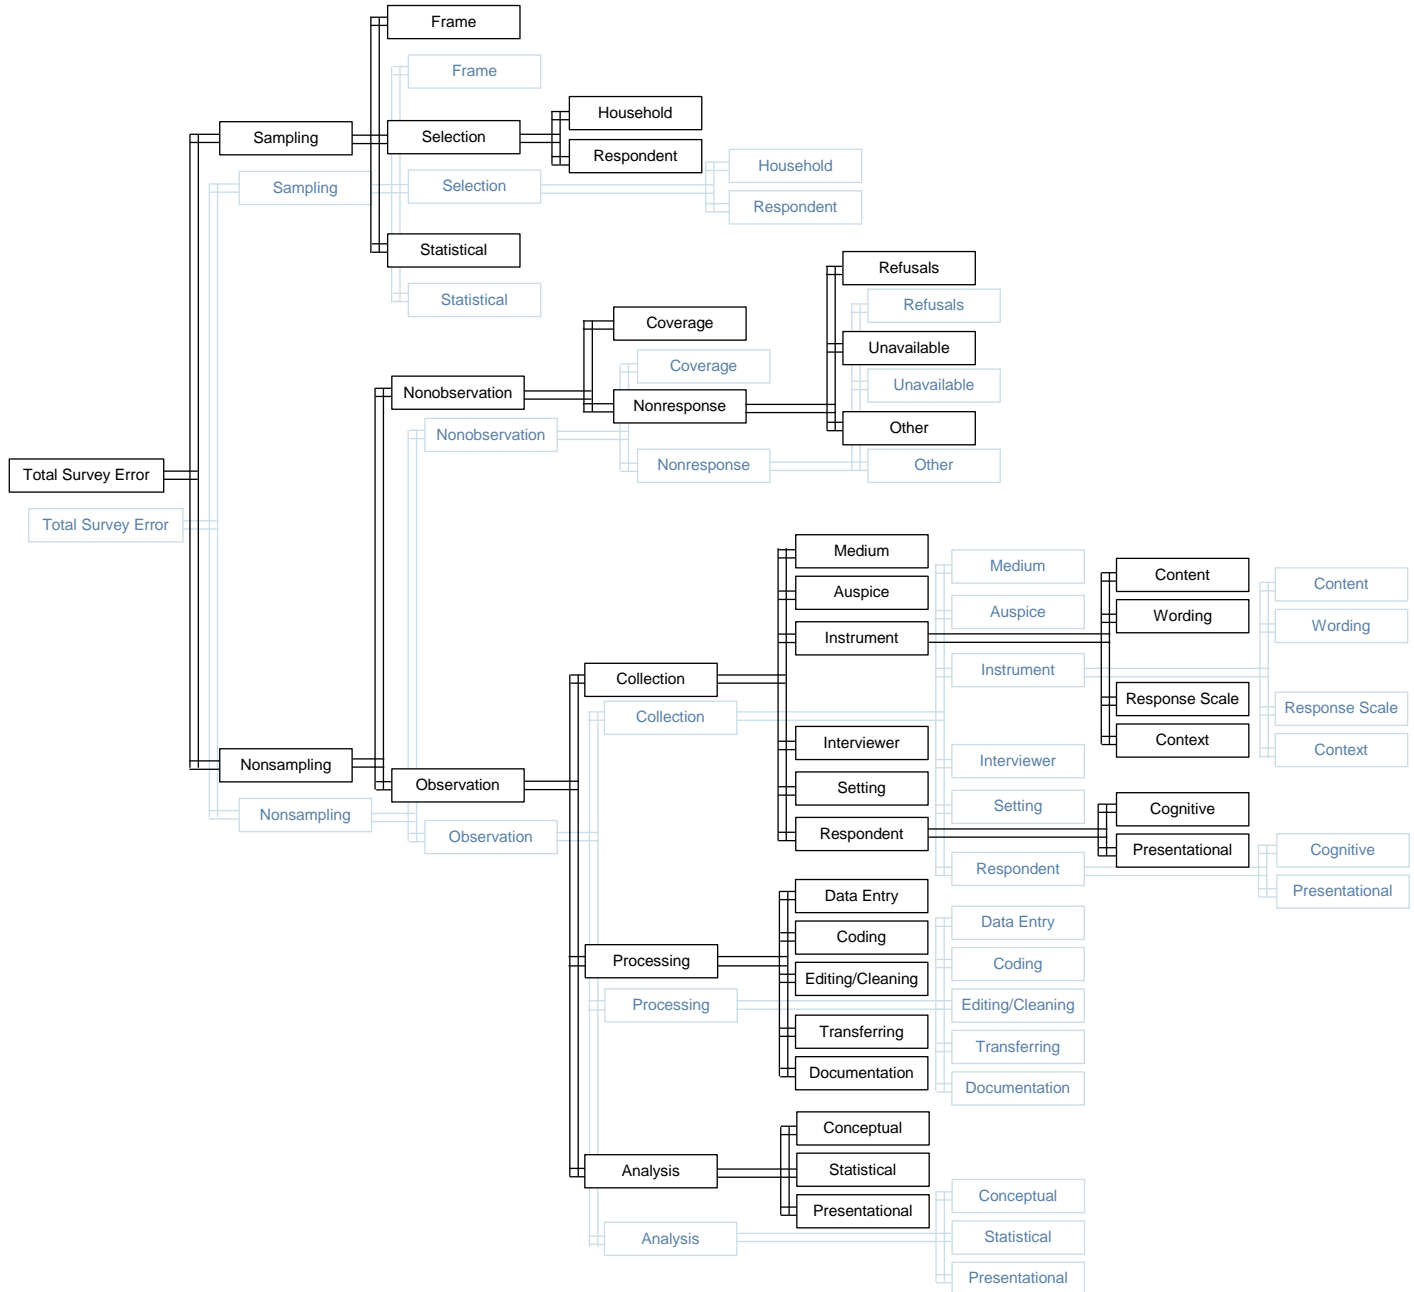 Frame
Frame
Household
Sampling
Selection
Respondent
Household
Sampling
Selection
Respondent
Statistical
Refusals
Statistical
Refusals
Coverage
Unavailable
Coverage
Unavailable
Nonobservation
Nonresponse
Other
Nonobservation
Nonresponse
Other
Total Survey Error
Total Survey Error
Medium
Medium
Content
Content
Auspice
Auspice
Wording
Wording
Instrument
Instrument
Collection
Response Scale
Response Scale
Collection
Interviewer
Context
Context
Interviewer
Nonsampling
Observation
Setting
Setting
Cognitive
Nonsampling
Observation
Respondent
Presentational
Cognitive
Respondent
Presentational
Data Entry
Data Entry
Coding
Processing
Coding
Editing/Cleaning
Processing
Editing/Cleaning
Transferring
Transferring
Documentation
Documentation
Conceptual
Analysis
Statistical
Conceptual
Presentational
Analysis
Statistical
Presentational